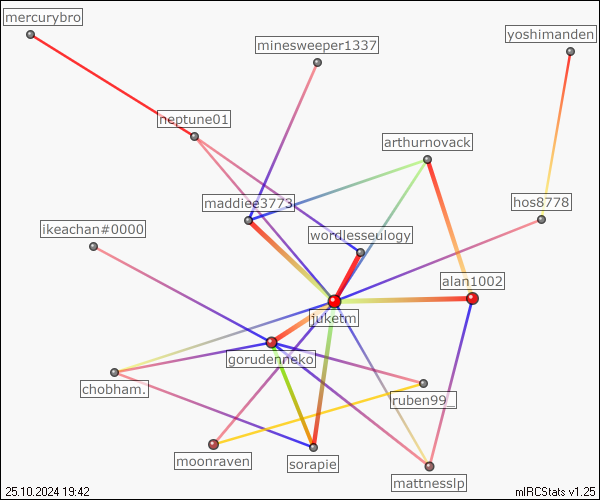 mercurybro
minesweeper1337
yoshimanden
neptune01
arthurnovack
maddiee3773
hos8778
ikeachan#0000
wordlesseulogy
alan1002
juketm
gorudenneko
chobham.
ruben99_
moonraven
sorapie
mattnesslp
25.10.2024 19:42
mIRCStats v1.25